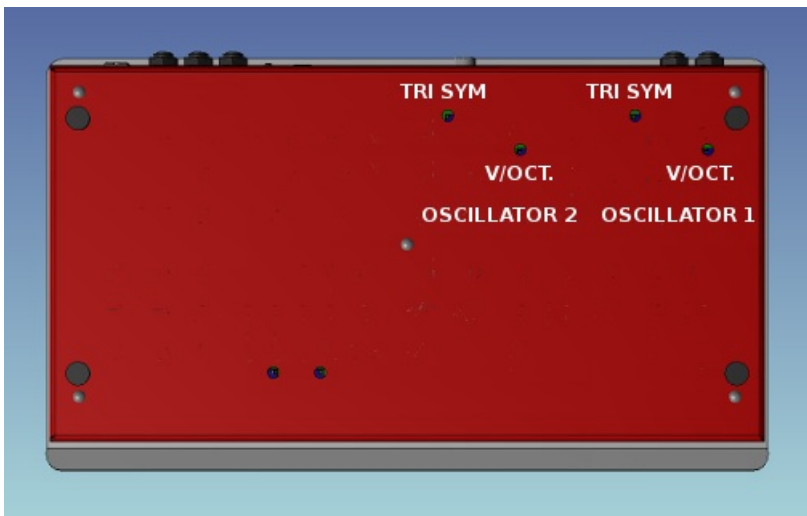 TRI SYM TRI SYM
V/OCT. V/OCT.
OSCILLATOR 2 OSCILLATOR 1